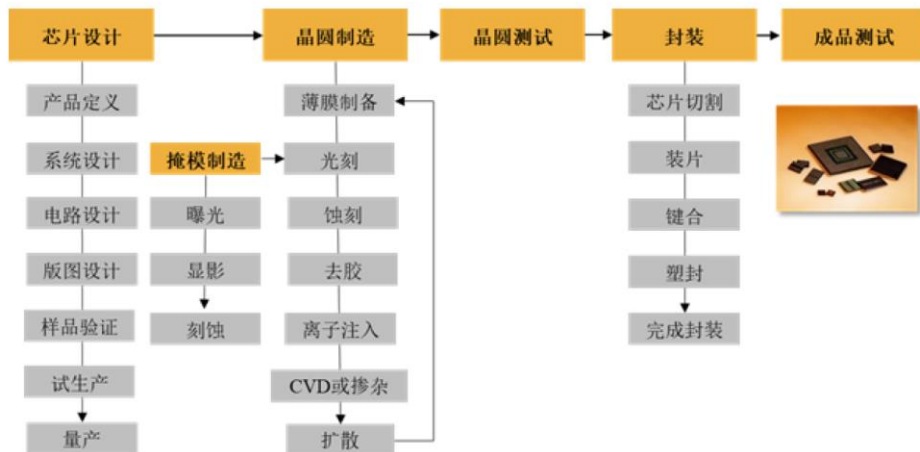 芯片设计
晶圆制造
晶圆测试
封装
成品测试
产品定义
系统设计
电路设计
版图设计
样品验证
试生产
量产
掩模制造
曝光
显影
刻蚀
薄膜制备
光刻
蚀刻
去胶
离子注入
CVD或掺杂
扩散
芯片切割
装片
键合
塑封
完成封装